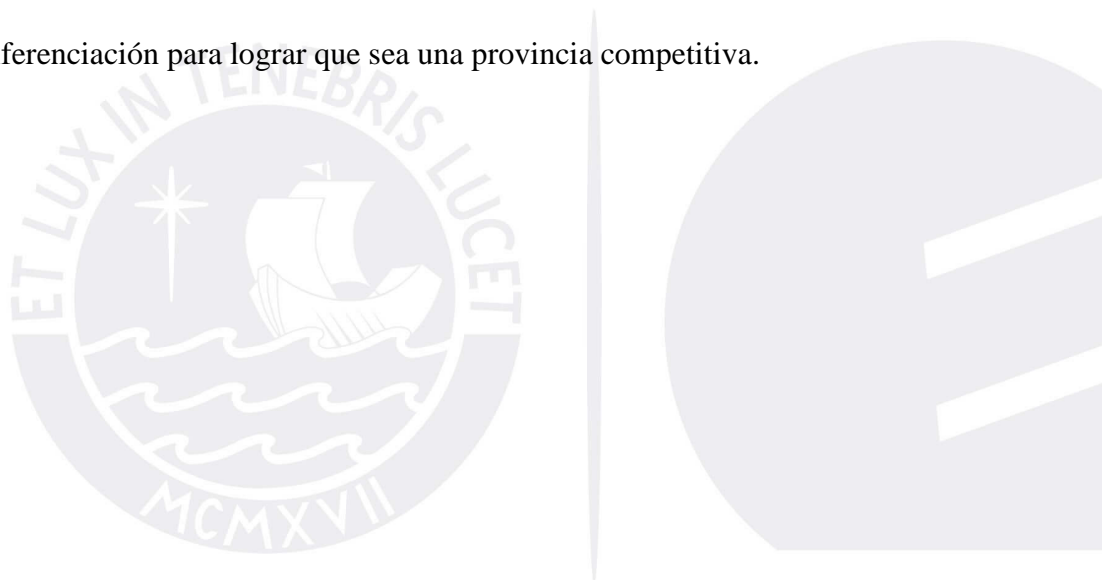 ferenciación para lograr que sea una provincia competitiva.
ET LUX IN TENEBRIS LUCET
MCMXVII